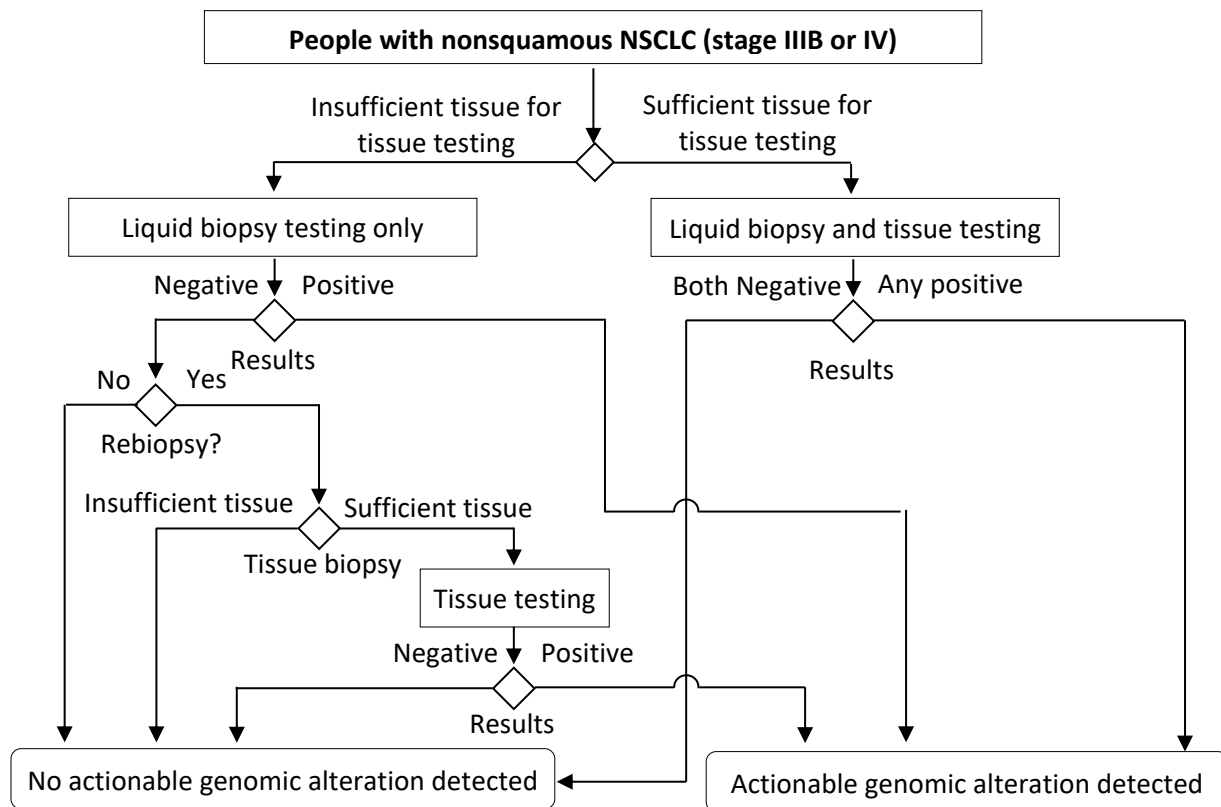 People with nonsquamous NSCLC (stage IIIB or IV)
Insufficient tissue for
tissue testing
Sufficient tissue for
tissue testing
Liquid biopsy testing only
Liquid biopsy and tissue testing
Negative
Positive
Both Negative
Any positive
Results
Results
No
Yes
Rebiopsy?
Insufficient tissue
Sufficient tissue
Tissue biopsy
Tissue testing
Negative
Positive
Results
No actionable genomic alteration detected
Actionable genomic alteration detected